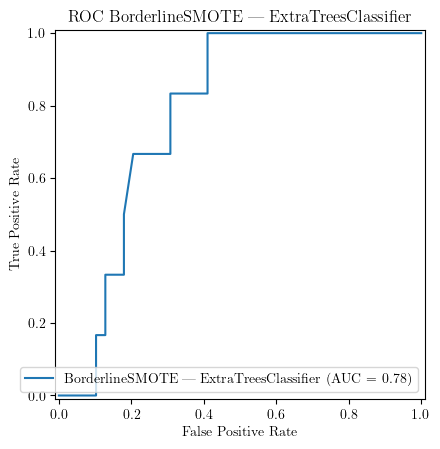 ROC BorderlineSMOTE — ExtraTreesClassifier
1.0
0.8
0.6
0.4
0.2
0.0
True Positive Rate
BorderlineSMOTE — ExtraTreesClassifier (AUC = 0.78)
0.0 0.2 0.4 0.6 0.8 1.0
False Positive Rate